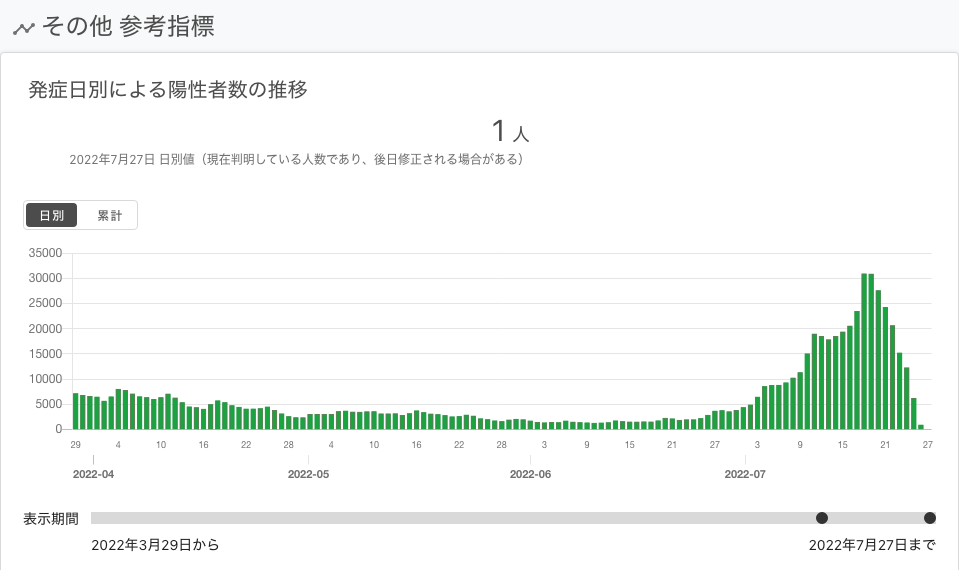 その他 参考指標
発症日別による陽性者数の推移
1 人
2022年7月27日 日別値（現在判明している人数であり、後日修正される場合がある）
日別 累計
35000
30000
25000
20000
15000
10000
5000
0
29 4 10 16 22 28 4 10 16 22 28 3 9 15 21 27 3 9 15 21 27
2022-04 2022-05 2022-06 2022-07
表示期間
2022年3月29日から 2022年7月27日まで